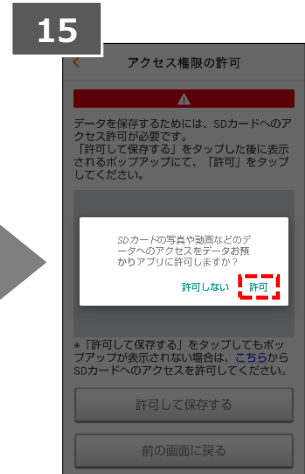 15
アクセス権限の許可
データを保存するためには、SDカードへのア
クセス許可が必要です。
「許可して保存する」をタップした後に表示
されるポップアップにて、「許可」をタップ
してください。
SDカードの写真や動画などのデ
ータへのアクセスをデータお預
かりアプリに許可しますか？
許可しない 許可
※「許可して保存する」をタップしてもポッ
プアップが表示されない場合は、こちらから
SDカードへのアクセスを許可してください。
許可して保存する
前の画面に戻る